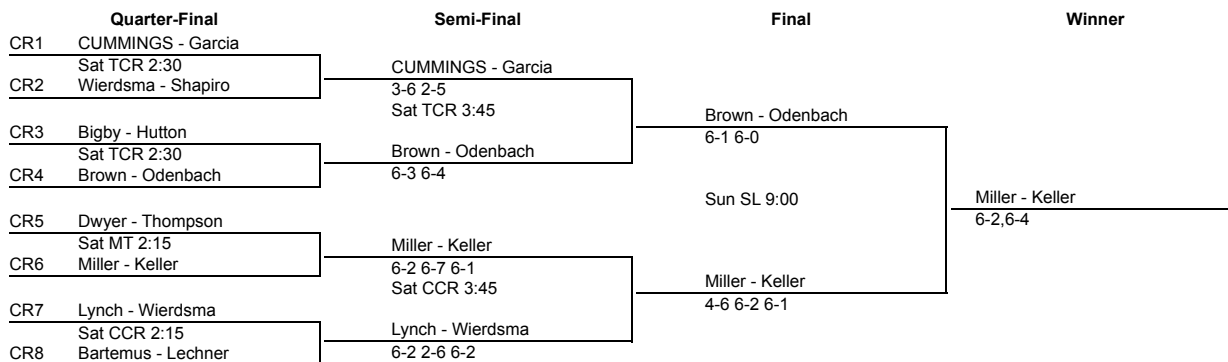 Quarter-Final Semi-Final Final Winner
CR1 CUMMINGS - Garcia
Sat TCR 2:30
CUMMINGS - Garcia
CR2 Wierdsma - Shapiro
3-6 2-5
Sat TCR 3:45
Brown - Odenbach
CR3 Bigby - Hutton
6-1 6-0
Sat TCR 2:30
Brown - Odenbach
CR4 Brown - Odenbach
6-3 6-4
Sun SL 9:00
Miller - Keller
CR5 Dwyer - Thompson
6-2,6-4
Sat MT 2:15
Miller - Keller
CR6 Miller - Keller
6-2 6-7 6-1
Sat CCR 3:45
Miller - Keller
CR7 Lynch - Wierdsma
4-6 6-2 6-1
Sat CCR 2:15
Lynch - Wierdsma
CR8 Bartemus - Lechner
6-2 2-6 6-2